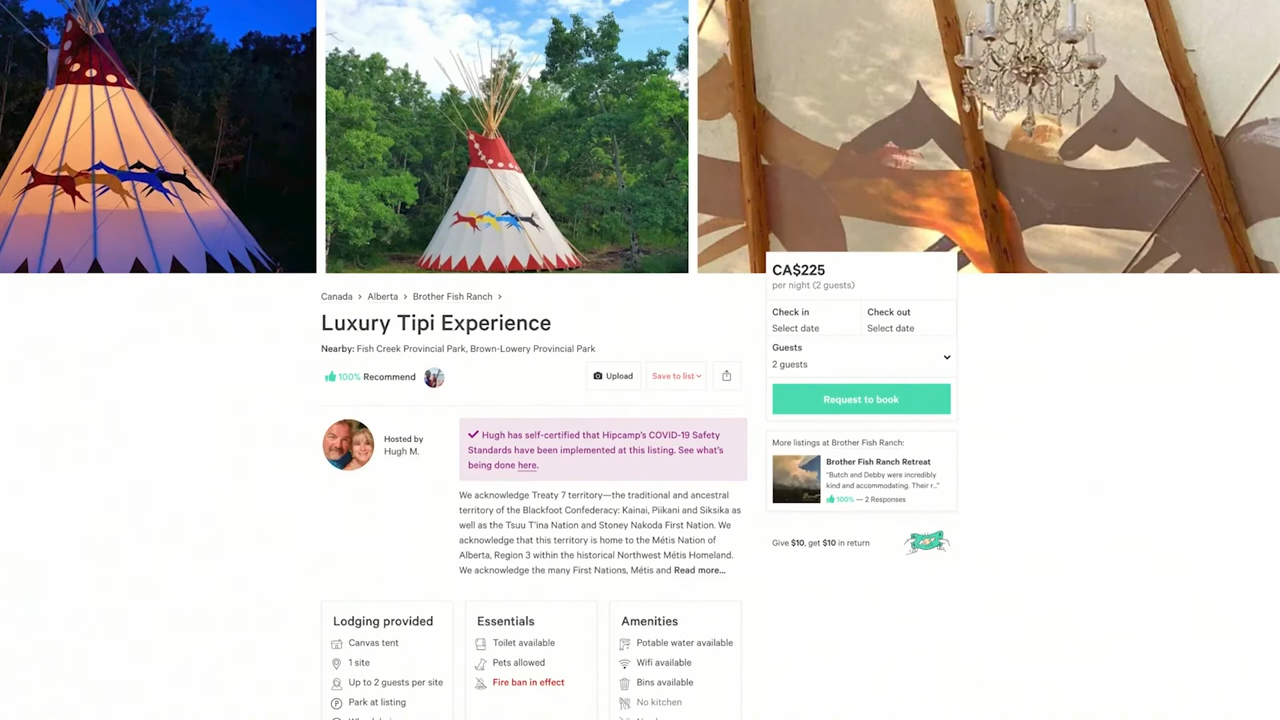 Canada > Alberta > Brother Fish Ranch >
Luxury Tipi Experience
Nearby: Fish Creek Provincial Park, Brown-Lowery Provincial Park
100% Recommend
Upload
Save to list
Hosted by
Hugh M.
Hugh has self-certified that Hipcamp's COVID-19 Safety
Standards have been implemented at this listing. See what's
being done here.
We acknowledge Treaty 7 territory—the traditional and ancestral
territory of the Blackfoot Confederacy: Kainai, Piikani and Siksika as
well as the Tsuu T'ina Nation and Stoney Nakoda First Nation. We
acknowledge that this territory is home to the Métis Nation of
Alberta, Region 3 within the historical Northwest Métis Homeland.
We acknowledge the many First Nations, Métis and Read more...
Lodging provided
Canvas tent
1 site
Up to 2 guests per site
Park at listing
Essentials
Toilet available
Pets allowed
Fire ban in effect
Amenities
Potable water available
Wifi available
Bins available
No kitchen
CA$225
per night (2 guests)
Check in
Select date
Check out
Select date
Guests
2 guests
Request to book
More listings at Brother Fish Ranch:
Brother Fish Ranch Retreat
"Butch and Debby were incredibly
kind and accommodating. Their r..."
100% — 2 Responses
Give $10, get $10 in return